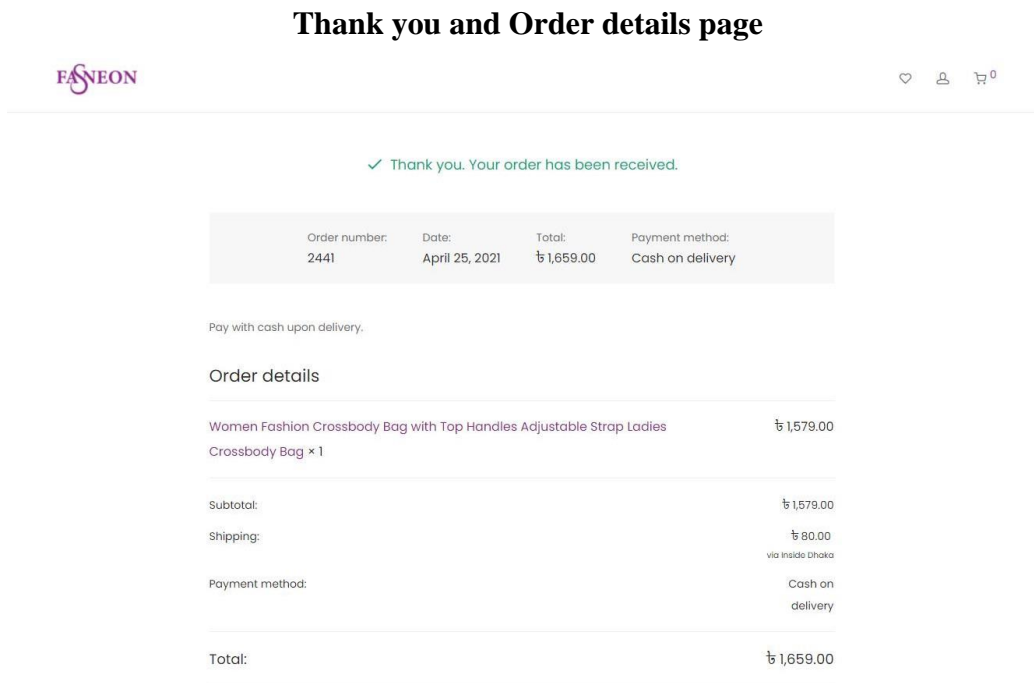 Thank you and Order details page
FASNEON
0
Thank you. Your order has been received.
Order number: Date: Total: Payment method:
2441 April 25, 2021 ৳ 1,659.00 Cash on delivery
Pay with cash upon delivery.
Order details
Women Fashion Crossbody Bag with Top Handles Adjustable Strap Ladies ৳ 1,579.00
Crossbody Bag × 1
Subtotal: ৳ 1,579.00
Shipping: ৳ 80.00
via Inside Dhaka
Payment method: Cash on
delivery
Total: ৳ 1,659.00